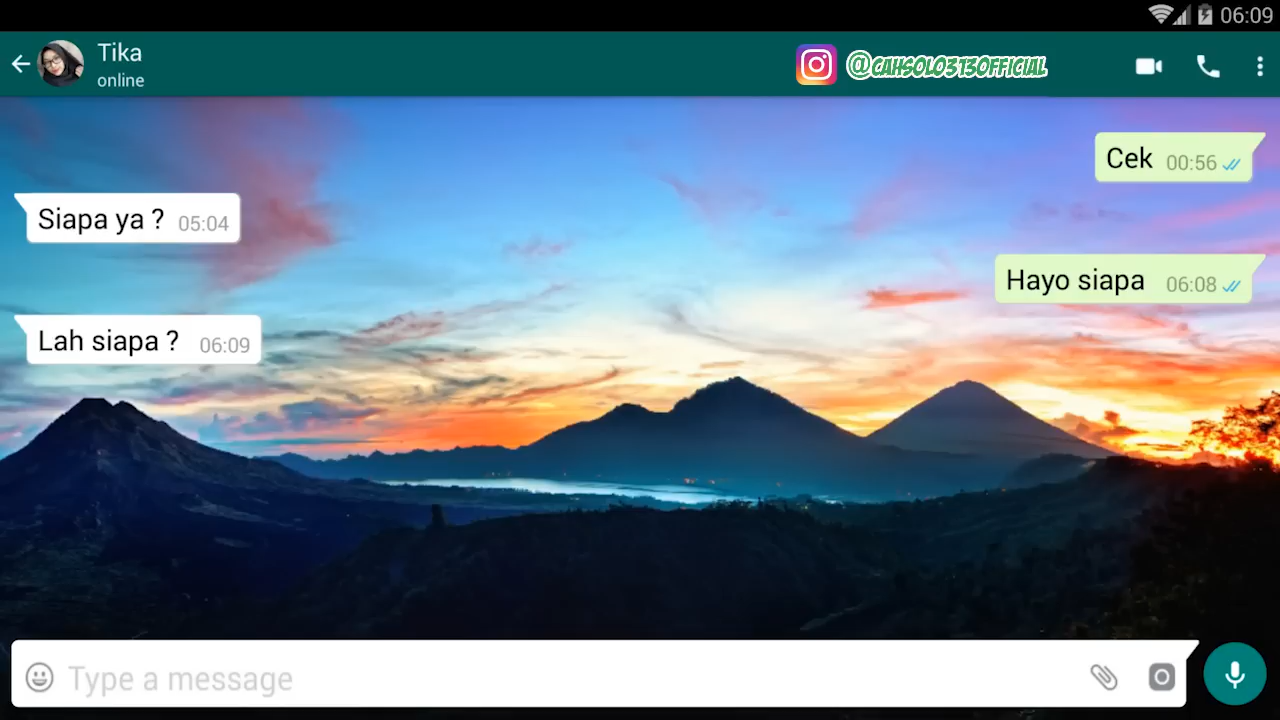 06:09
Tika
online
@CAHSOLO313OFFICIAL
Cek 00:56
Siapa ya ? 05:04
Hayo siapa 06:08
Lah siapa ? 06:09
Type a message